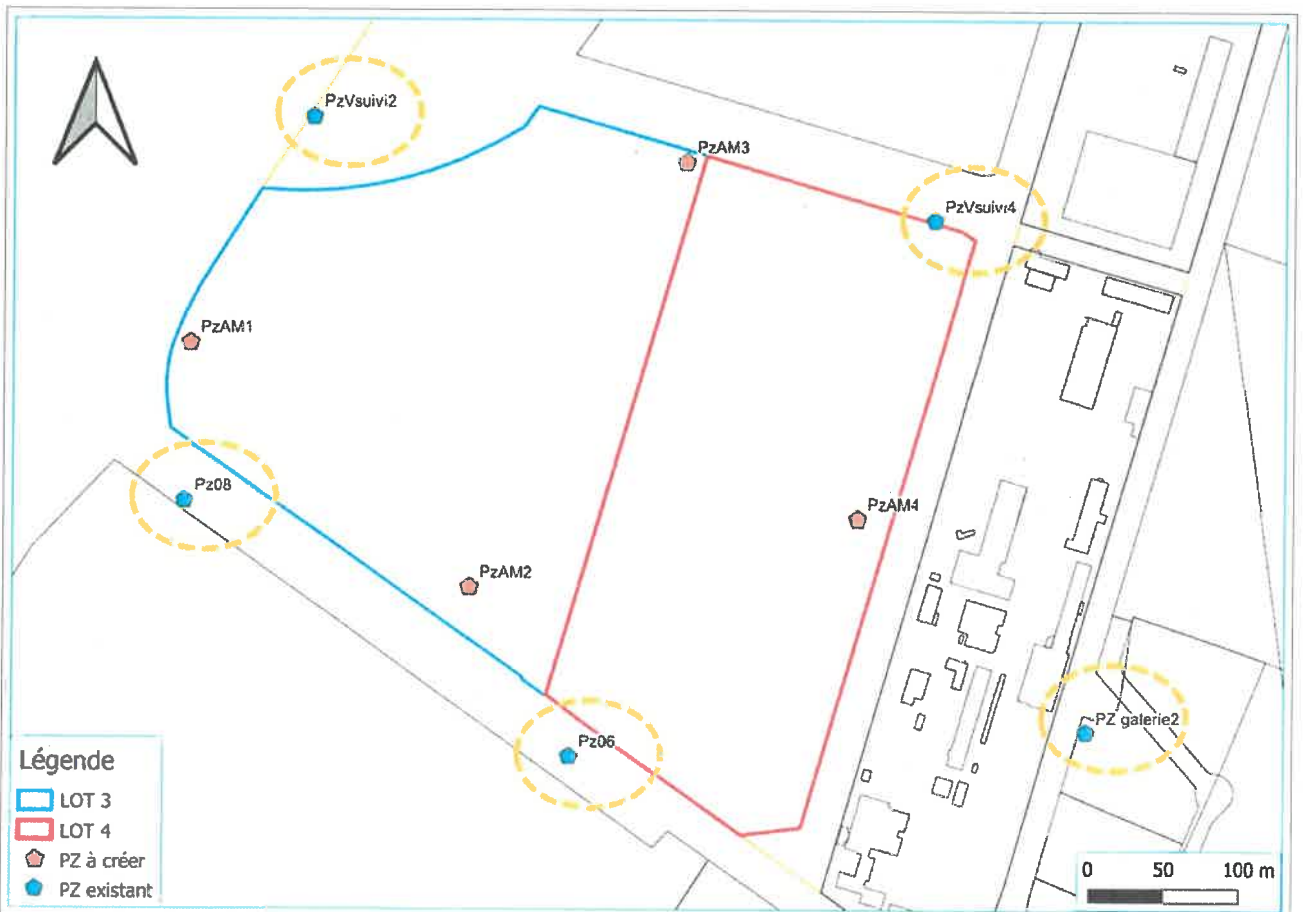 PzVsuivi2
PzAM3
PzVsuivi4
PzAM1
Pz08
PzAM4
PzAM2
PZ galerie2
Pz06
Légende
LOT 3
LOT 4
PZ à créer
PZ existant
0 50 100 m